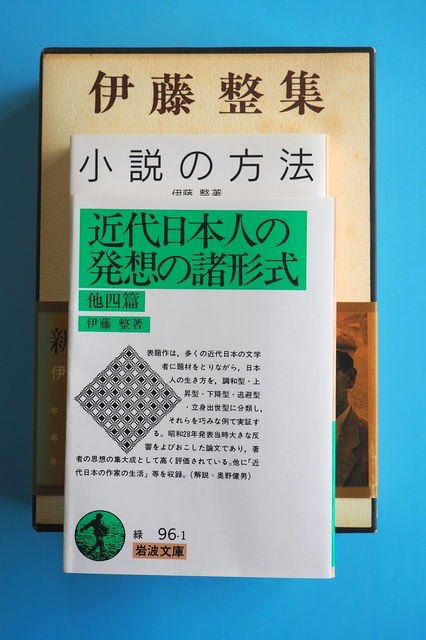 伊藤 整集
小説の方法
伊藤 整著
近代日本人の
発想の諸形式
他四篇
伊藤 整著
表題作は，多くの近代日本の文学
者に題材をとりながら，日本
人の生き方を，調和型・上
昇型・下降型・逃避型
・立身出世型に分類し，
それらを巧みな例で実証す
る。昭和28年発表当時大きな反
響をよびおこした論文であり，著
者の思想の集大成として高く評価されている。他に「近
代日本の作家の生活」等を収録。(解説・奥野健男)
新
伊
＊
＊
＊
緑 96-1
岩波文庫